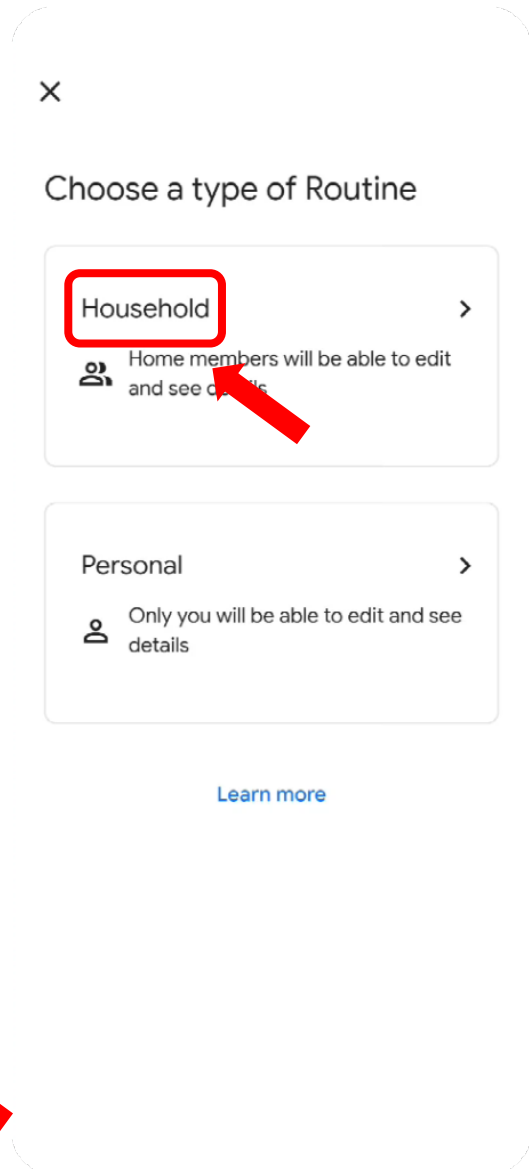 Choose a type of Routine
Household
Home members will be able to edit
and see details
Personal
Only you will be able to edit and see
details
Learn more